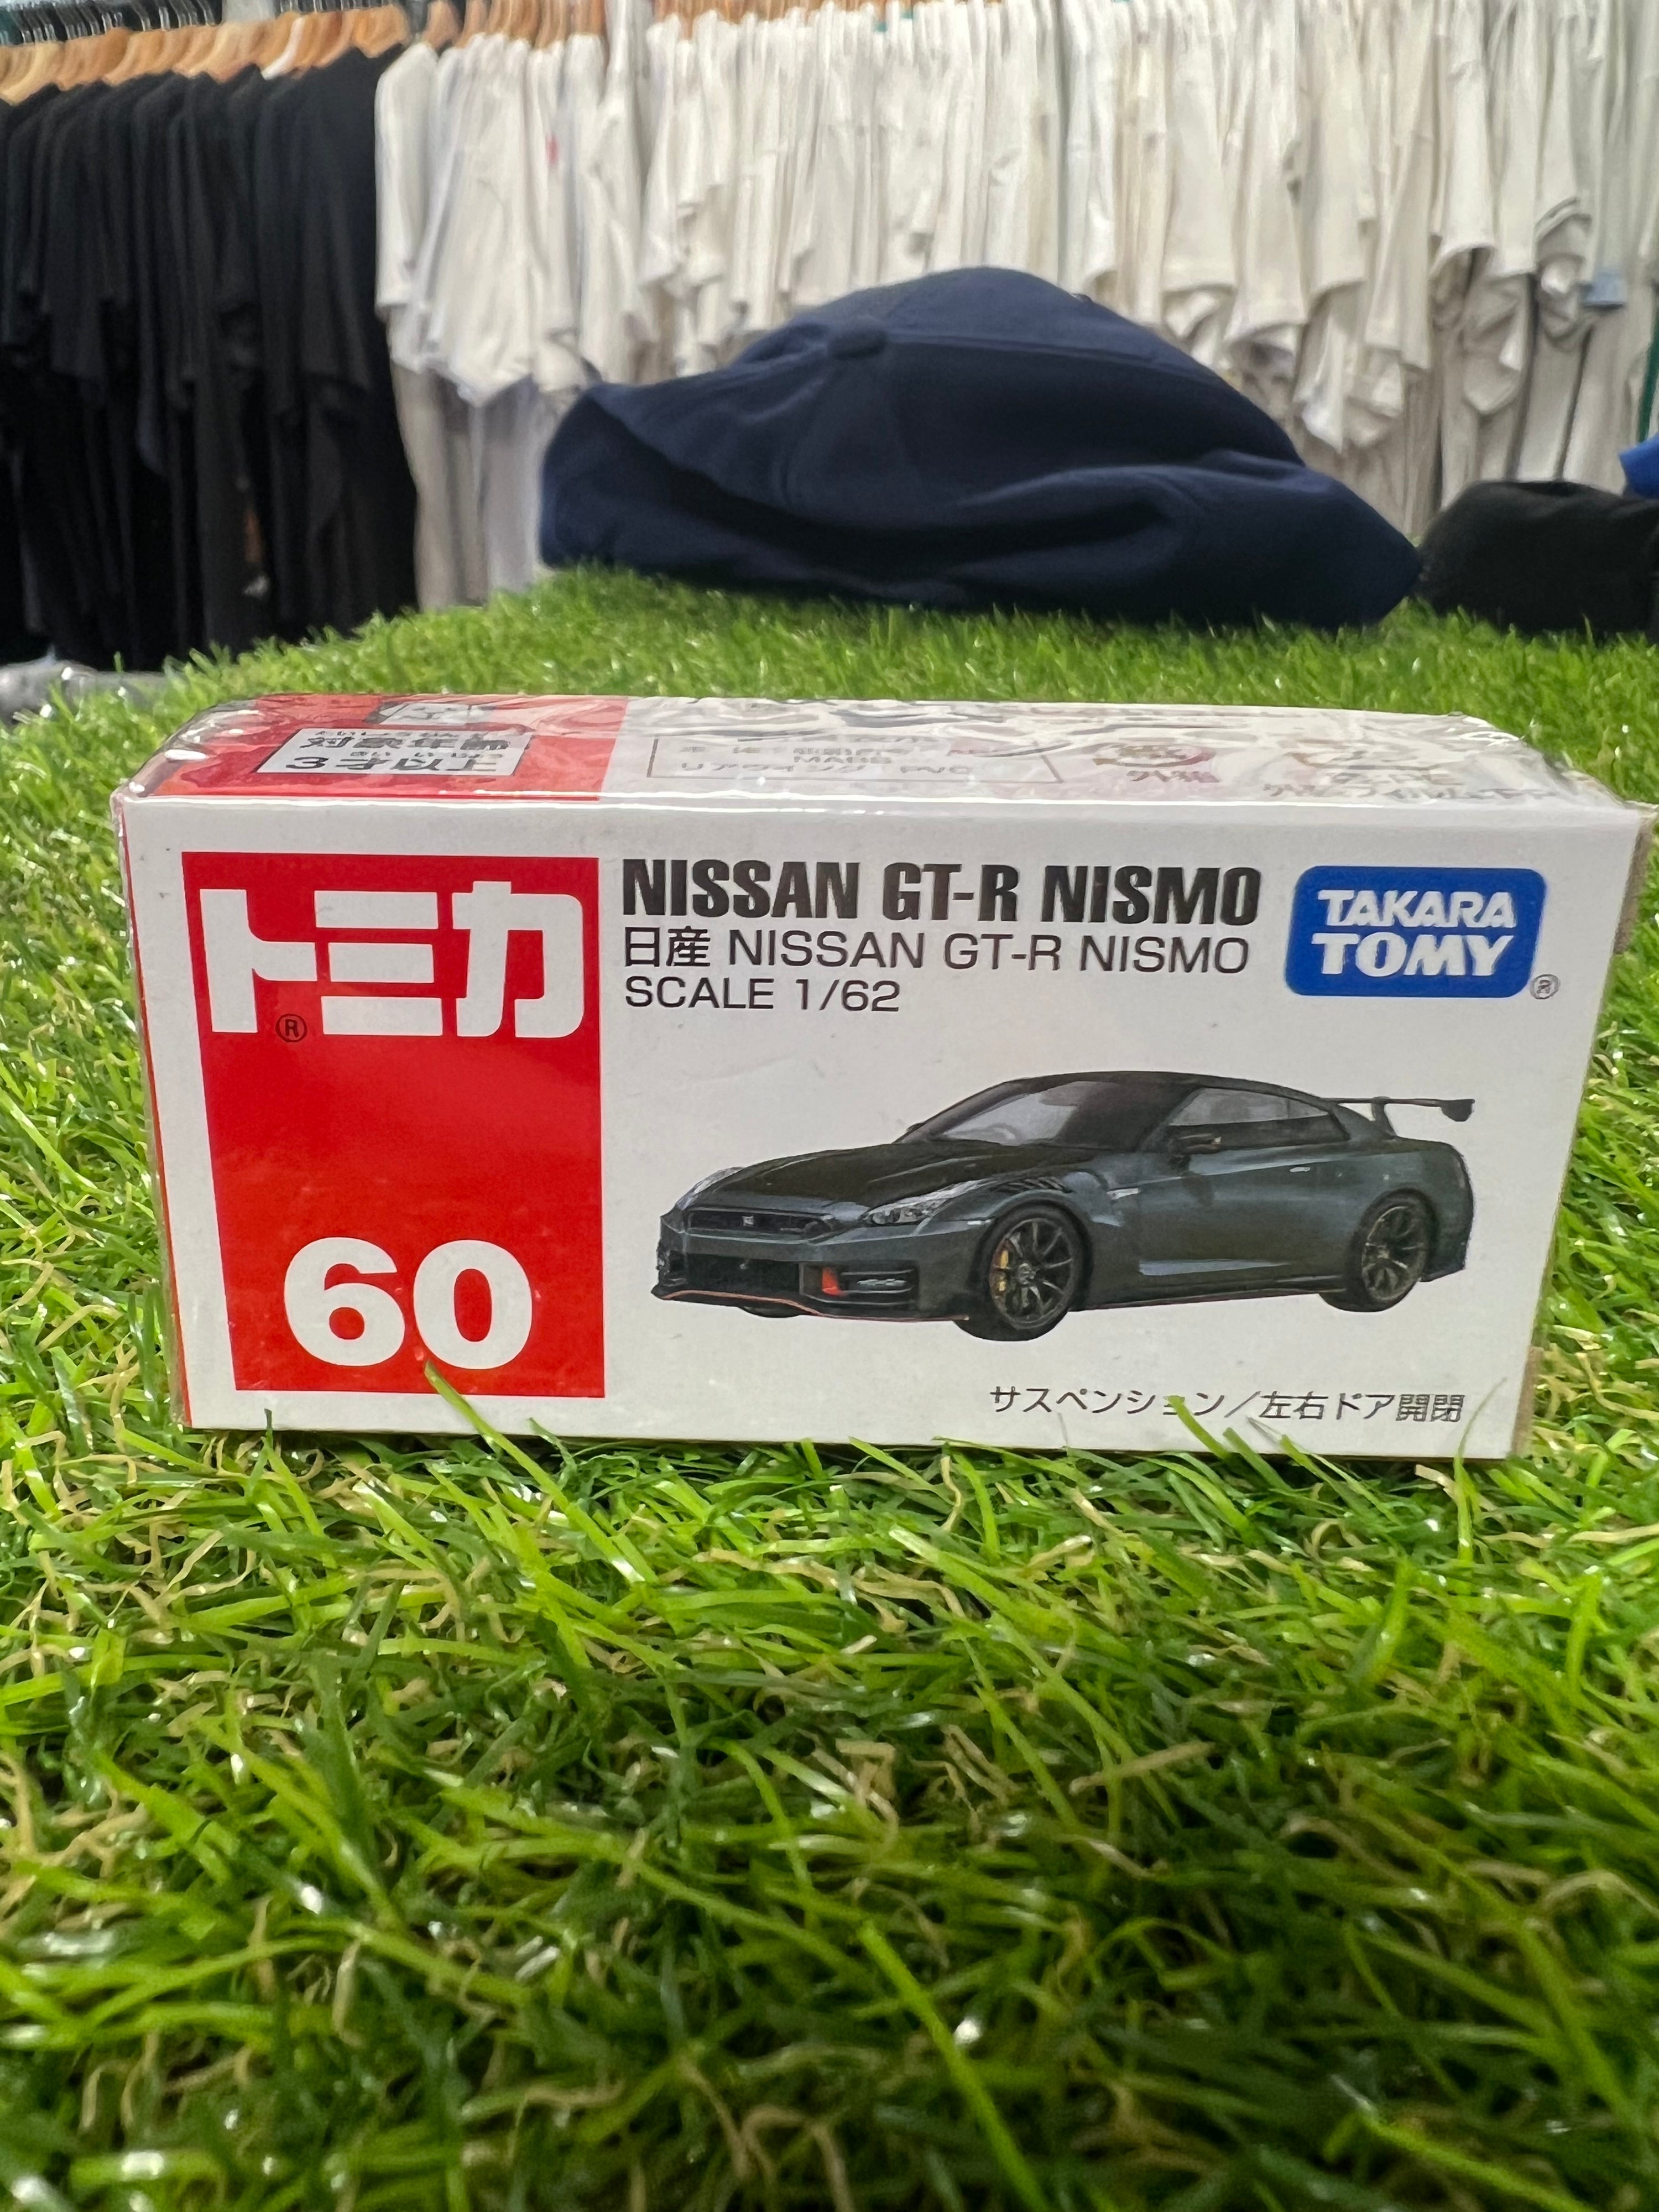 対象年齢
3才以上
トミカ
®
60
NISSAN GT-R NISMO
日産 NISSAN GT-R NISMO
SCALE 1/62
TAKARA
TOMY
®
サスペンション/左右ドア開閉